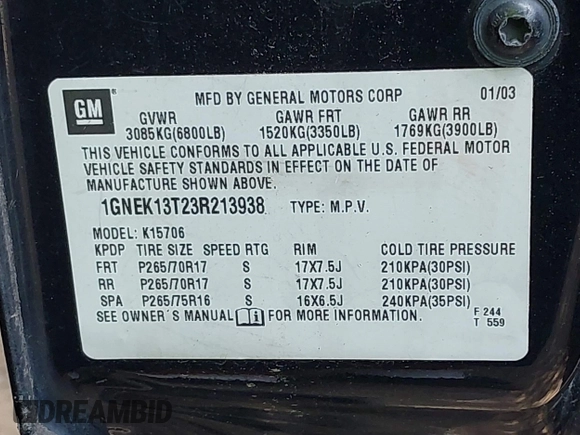 GM®
MFD BY GENERAL MOTORS CORP 01/03
GVWR GAWR FRT GAWR RR
3085KG(6800LB) 1520KG(3350LB) 1769KG(3900LB)
THIS VEHICLE CONFORMS TO ALL APPLICABLE U.S. FEDERAL MOTOR
VEHICLE SAFETY STANDARDS IN EFFECT ON THE DATE OF
MANUFACTURE SHOWN ABOVE.
1GNEK13T23R213938 TYPE: M.P.V.
MODEL: K15706
KPDP TIRE SIZE SPEED RTG RIM COLD TIRE PRESSURE
FRT P265/70R17 S 17X7.5J 210KPA(30PSI)
RR P265/70R17 S 17X7.5J 210KPA(30PSI)
SPA P265/75R16 S 16X6.5J 240KPA(35PSI)
SEE OWNER'S MANUAL FOR MORE INFORMATION.
F 244
T 559
DREAMBID